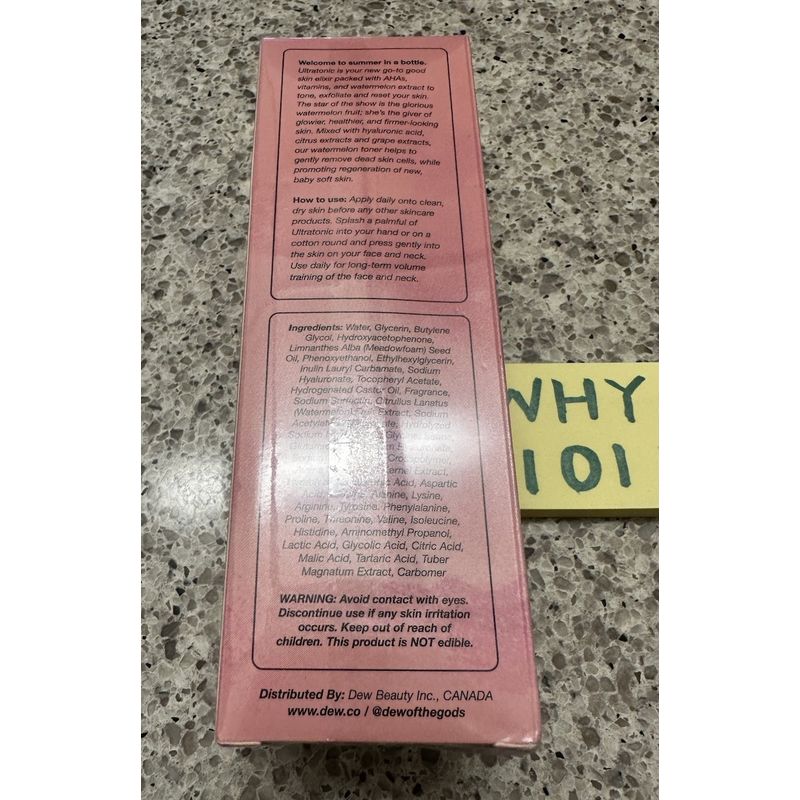 Welcome to summer in a bottle.
Ultratonic is your new go-to good
skin elixir packed with AHAs,
vitamins, and watermelon extract to
tone, exfoliate and reset your skin.
The star of the show is the glorious
watermelon fruit; she's the giver of
glowier, healthier, and firmer-looking
skin. Mixed with hyaluronic acid,
citrus extracts and grape extracts,
our watermelon toner helps to
gently remove dead skin cells, while
promoting regeneration of new,
baby soft skin.
How to use: Apply daily onto clean,
dry skin before any other skincare
products. Splash a palmful of
Ultratonic into your hand or on a
cotton round and press gently into
the skin on your face and neck.
Use daily for long-term volume
training of the face and neck.
Ingredients: Water, Glycerin, Butylene
Glycol, Hydroxyacetophenone,
Limnanthes Alba (Meadowfoam) Seed
Oil, Phenoxyethanol, Ethylhexylglycerin,
Inulin Lauryl Carbamate, Sodium
Hyaluronate, Tocopheryl Acetate,
Hydrogenated Castor Oil, Fragrance,
Sodium Surfactin, Citrullus Lanatus
(Watermelon) Fruit Extract, Sodium
Hydrolyzed
Sodium
Extract,
Acid, Aspartic
Alanine, Lysine,
Arginine, Tyrosine, Phenylalanine,
Proline, Threonine, Valine, Isoleucine,
Histidine, Aminomethyl Propanol,
Lactic Acid, Glycolic Acid, Citric Acid,
Malic Acid, Tartaric Acid, Tuber
Magnatum Extract, Carbomer
WARNING: Avoid contact with eyes.
Discontinue use if any skin irritation
occurs. Keep out of reach of
children. This product is NOT edible.
Distributed By: Dew Beauty Inc., CANADA
www.dew.co / @dewofthegods
WHY
101